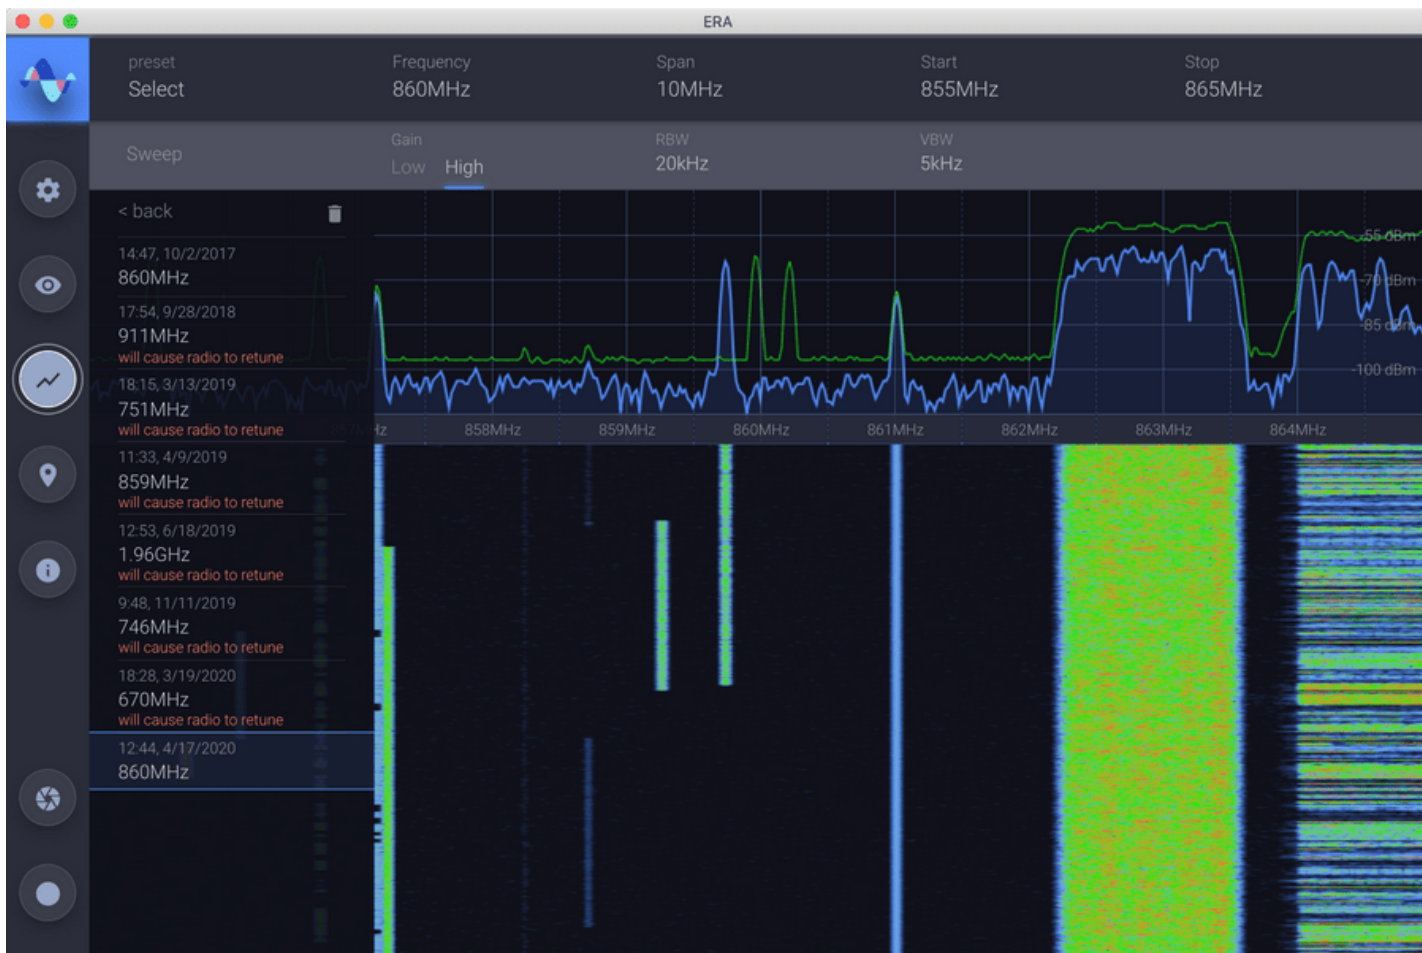 ERA
preset
Select
Frequency
860MHz
Span
10MHz
Start
855MHz
Stop
865MHz
Sweep
Gain
Low High
RBW
20kHz
VBW
5kHz
< back
14:47, 10/2/2017
860MHz
17:54, 9/28/2018
911MHz
will cause radio to retune
18:15, 3/13/2019
751MHz
will cause radio to retune
11:33, 4/9/2019
859MHz
will cause radio to retune
12:53, 6/18/2019
1.96GHz
will cause radio to retune
9:48, 11/11/2019
746MHz
will cause radio to retune
18:28, 3/19/2020
670MHz
will cause radio to retune
12:44, 4/17/2020
860MHz
-55 dBm
-70 dBm
-85 dBm
-100 dBm
857MHz 858MHz 859MHz 860MHz 861MHz 862MHz 863MHz 864MHz